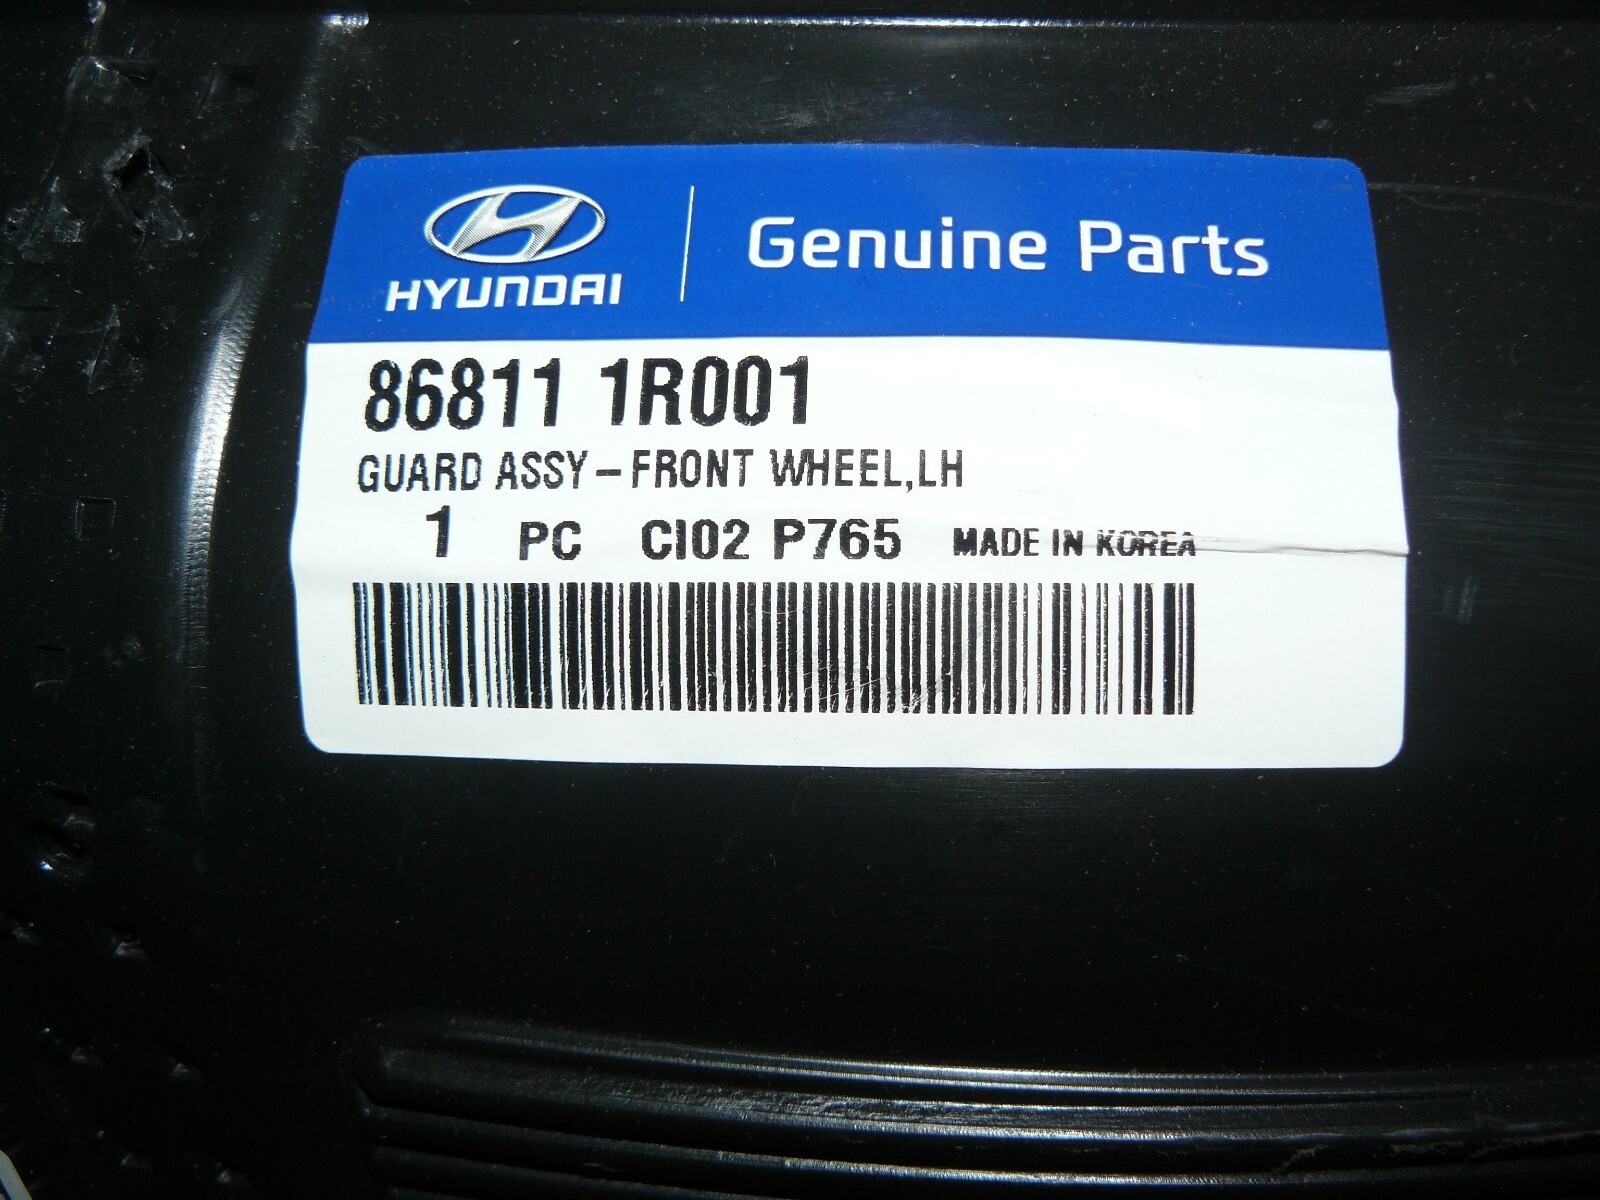 HYUNDAI
Genuine Parts
86811 1R001
GUARD ASSY-FRONT WHEEL,LH
1 PC CI02 P765 MADE IN KOREA